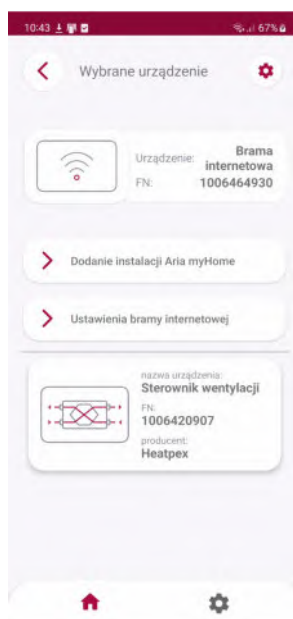 10:43
67%
Wybrane urządzenie
Urządzenie: Brama internetowa
FN: 1006464930
Dodanie instalacji Aria myHome
Ustawienia bramy internetowej
nazwa urządzenia:
Sterownik wentylacji
FN:
1006420907
producent:
Heatpex